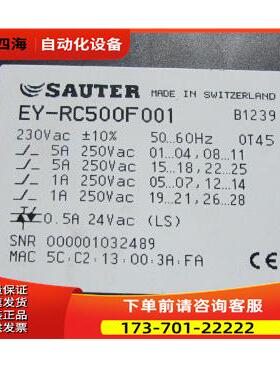 四海 自动化设备
SAUTER MADE IN SWITZERLAND
EY-RC500F001 B1239
230Vac ±10% 50...60Hz 0T45
5A 250Vac 01...04, 08...11
5A 250Vac 15...18, 22...25
1A 250Vac 05...07, 12...14
1A 250Vac 19...21, 26...28
0.5A 24Vac (LS)
SNR 000001032489
MAC 5C:C2:13:00:3A:FA CE
下单前请咨询客服
173-701-22222